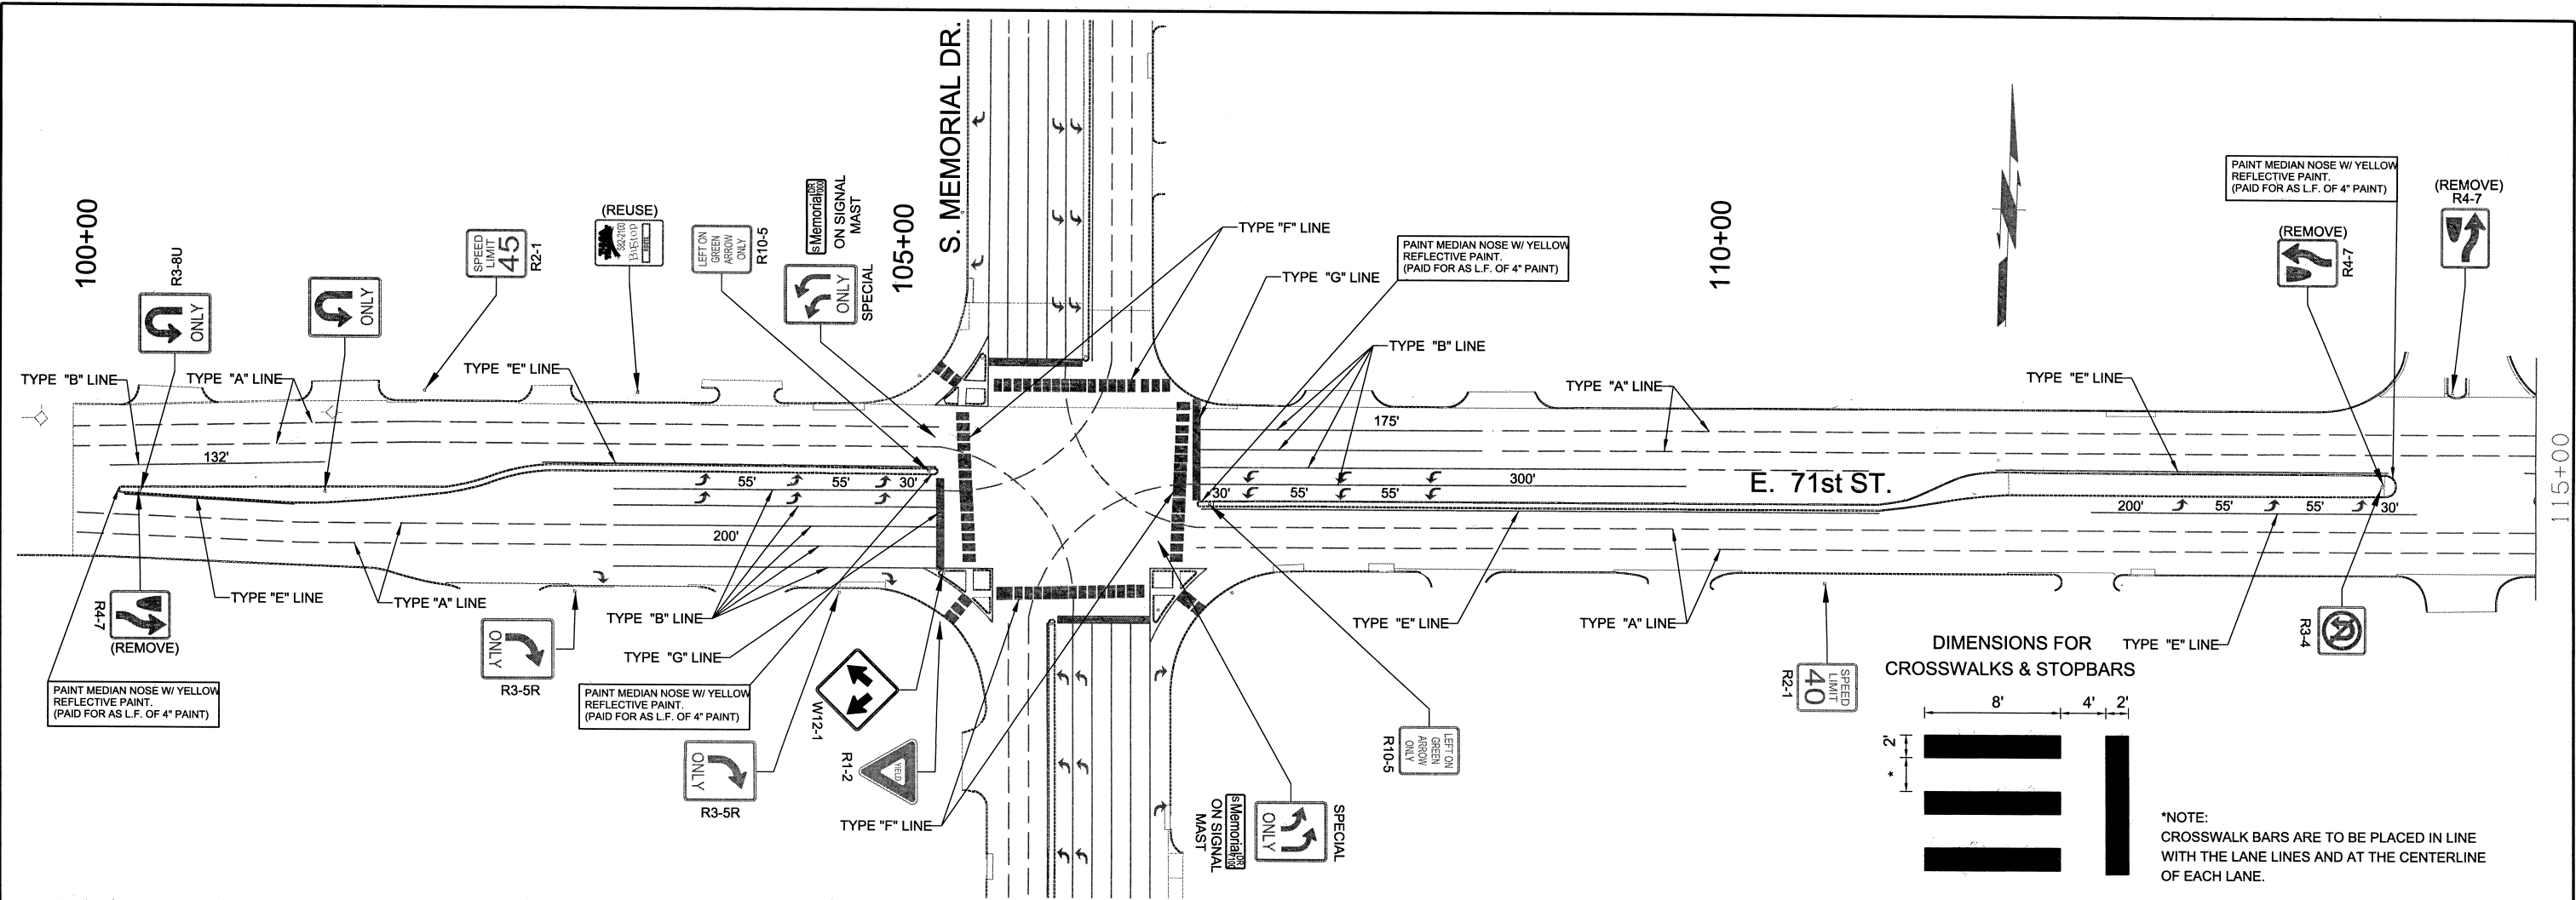 S. MEMORIAL DR.
100+00
105+00
110+00
115+00
E. 71st ST.
R3-8U
ONLY
ONLY
SPEED
LIMIT
45
R2-1
(REUSE)
582-2100
LEFT ON
GREEN
ARROW
ONLY
R10-5
S Memorial DR
ON SIGNAL
MAST
ONLY
SPECIAL
TYPE "F" LINE
TYPE "G" LINE
PAINT MEDIAN NOSE W/ YELLOW
REFLECTIVE PAINT.
(PAID FOR AS L.F. OF 4" PAINT)
TYPE "B" LINE
TYPE "A" LINE
TYPE "E" LINE
PAINT MEDIAN NOSE W/ YELLOW
REFLECTIVE PAINT.
(PAID FOR AS L.F. OF 4" PAINT)
(REMOVE)
R4-7
(REMOVE)
R4-7
TYPE "B" LINE
TYPE "A" LINE
TYPE "E" LINE
132'
55'
55'
30'
200'
175'
300'
30'
55'
55'
200'
55'
55'
30'
R4-7
(REMOVE)
TYPE "E" LINE
TYPE "A" LINE
PAINT MEDIAN NOSE W/ YELLOW
REFLECTIVE PAINT.
(PAID FOR AS L.F. OF 4" PAINT)
ONLY
R3-5R
TYPE "B" LINE
TYPE "G" LINE
PAINT MEDIAN NOSE W/ YELLOW
REFLECTIVE PAINT.
(PAID FOR AS L.F. OF 4" PAINT)
ONLY
R3-5R
W12-1
YIELD
R1-2
TYPE "F" LINE
S Memorial DR 7100
ON SIGNAL
MAST
ONLY
SPECIAL
LEFT ON
GREEN
ARROW
ONLY
R10-5
TYPE "E" LINE
TYPE "A" LINE
SPEED
LIMIT
40
R2-1
TYPE "E" LINE
R3-4
DIMENSIONS FOR
CROSSWALKS & STOPBARS
8'
4'
2'
2'
*
*NOTE:
CROSSWALK BARS ARE TO BE PLACED IN LINE
WITH THE LANE LINES AND AT THE CENTERLINE
OF EACH LANE.